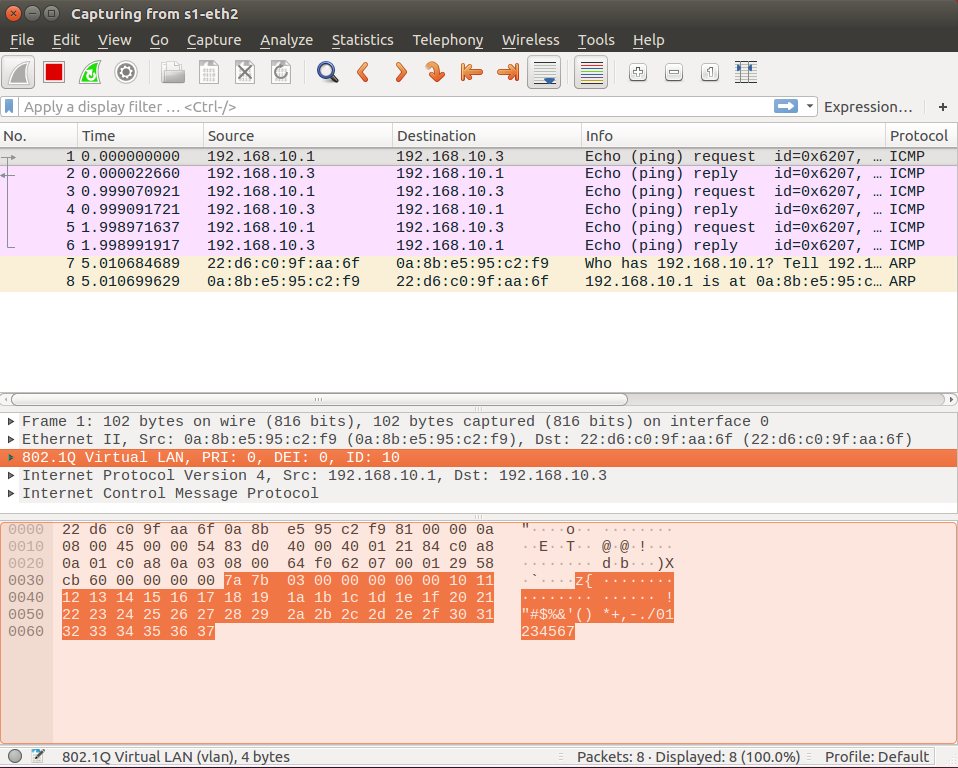 Capturing from s1-eth2
File Edit View Go Capture Analyze Statistics Telephony Wireless Tools Help
Apply a display filter ... <Ctrl-/> Expression... +
No. Time Source Destination Info Protocol
1 0.000000000 192.168.10.1 192.168.10.3 Echo (ping) request id=0x6207, … ICMP
2 0.000022660 192.168.10.3 192.168.10.1 Echo (ping) reply id=0x6207, … ICMP
3 0.999070921 192.168.10.1 192.168.10.3 Echo (ping) request id=0x6207, … ICMP
4 0.999091721 192.168.10.3 192.168.10.1 Echo (ping) reply id=0x6207, … ICMP
5 1.998971637 192.168.10.1 192.168.10.3 Echo (ping) request id=0x6207, … ICMP
6 1.998991917 192.168.10.3 192.168.10.1 Echo (ping) reply id=0x6207, … ICMP
7 5.010684689 22:d6:c0:9f:aa:6f 0a:8b:e5:95:c2:f9 Who has 192.168.10.1? Tell 192.1… ARP
8 5.010699629 0a:8b:e5:95:c2:f9 22:d6:c0:9f:aa:6f 192.168.10.1 is at 0a:8b:e5:95:c… ARP
Frame 1: 102 bytes on wire (816 bits), 102 bytes captured (816 bits) on interface 0
Ethernet II, Src: 0a:8b:e5:95:c2:f9 (0a:8b:e5:95:c2:f9), Dst: 22:d6:c0:9f:aa:6f (22:d6:c0:9f:aa:6f)
802.1Q Virtual LAN, PRI: 0, DEI: 0, ID: 10
Internet Protocol Version 4, Src: 192.168.10.1, Dst: 192.168.10.3
Internet Control Message Protocol
0000 22 d6 c0 9f aa 6f 0a 8b e5 95 c2 f9 81 00 00 0a "····o·· ········
0010 08 00 45 00 00 54 83 d0 40 00 40 01 21 84 c0 a8 ··E··T·· @·@·!···
0020 0a 01 c0 a8 0a 03 08 00 64 f0 62 07 00 01 29 58 ········ d·b···)X
0030 cb 60 00 00 00 00 7a 7b 03 00 00 00 00 00 10 11 ·`····z{ ········
0040 12 13 14 15 16 17 18 19 1a 1b 1c 1d 1e 1f 20 21 ········ ······ !
0050 22 23 24 25 26 27 28 29 2a 2b 2c 2d 2e 2f 30 31 "#$%&'() *+,-./01
0060 32 33 34 35 36 37 234567
802.1Q Virtual LAN (vlan), 4 bytes Packets: 8 · Displayed: 8 (100.0%) Profile: Default